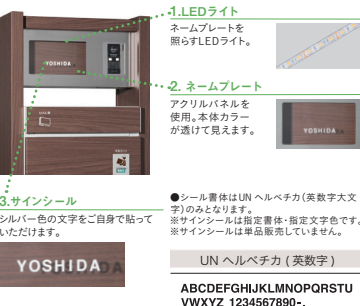 1.LEDライト
ネームプレートを
照らすLEDライト。
2. ネームプレート
アクリルパネルを
使用。本体カラー
が透けて見えます。
YOSHIDA
YOSHIDA
3.サインシール
シルバー色の文字をご自身で貼って
いただけます。
YOSHIDA
●シール書体はUN ヘルベチカ(英数字大文
字)のみとなります。
※サインシールは指定書体・指定文字色です。
※サインシールは単品販売していません。
UN ヘルベチカ ( 英数字 )
ABCDEFGHIJKLMNOPQRSTU
VWXYZ 1234567890-.